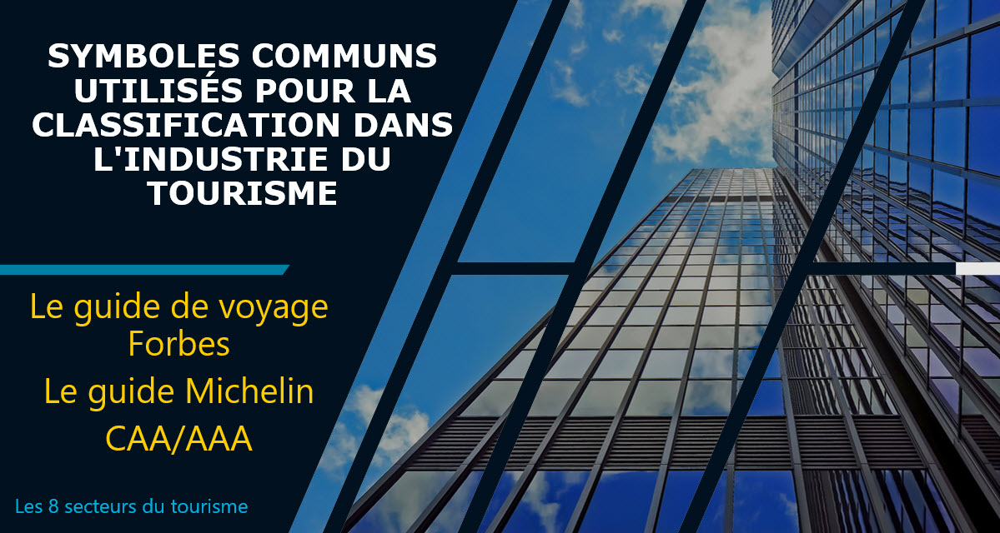 SYMBOLES COMMUNS
UTILISÉS POUR LA
CLASSIFICATION DANS
L'INDUSTRIE DU
TOURISME
Le guide de voyage
Forbes
Le guide Michelin
CAA/AAA
Les 8 secteurs du tourisme